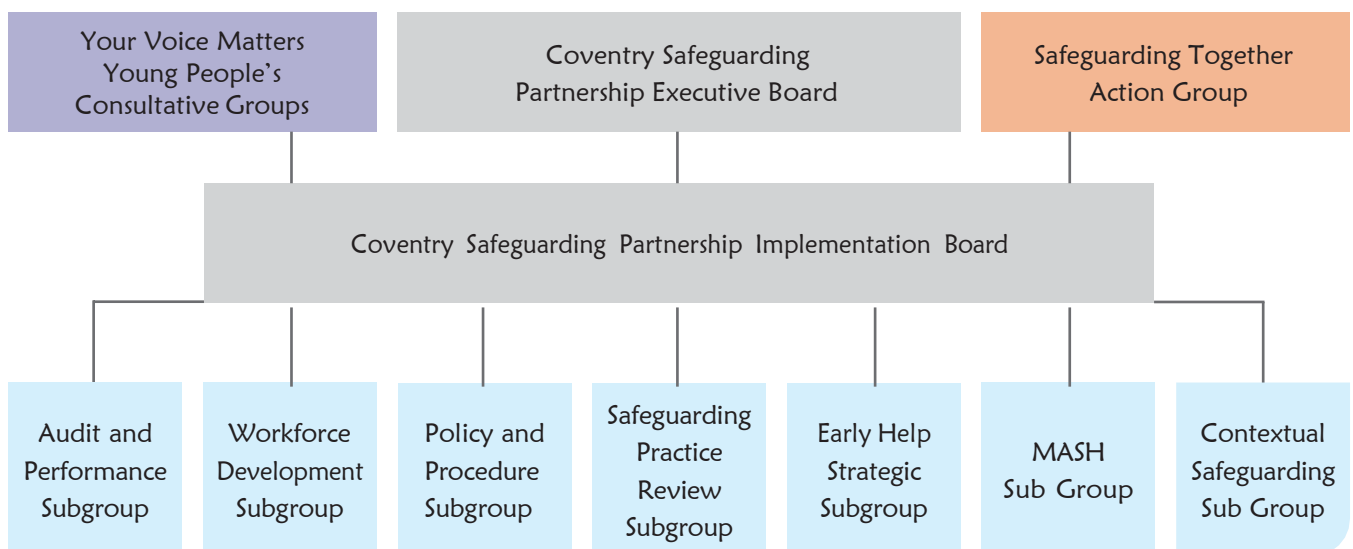 Your Voice Matters
Young People's
Consultative Groups
Coventry Safeguarding
Partnership Executive Board
Safeguarding Together
Action Group
Coventry Safeguarding Partnership Implementation Board
Audit and
Performance
Subgroup
Workforce
Development
Subgroup
Policy and
Procedure
Subgroup
Safeguarding
Practice
Review
Subgroup
Early Help
Strategic
Subgroup
MASH
Sub Group
Contextual
Safeguarding
Sub Group